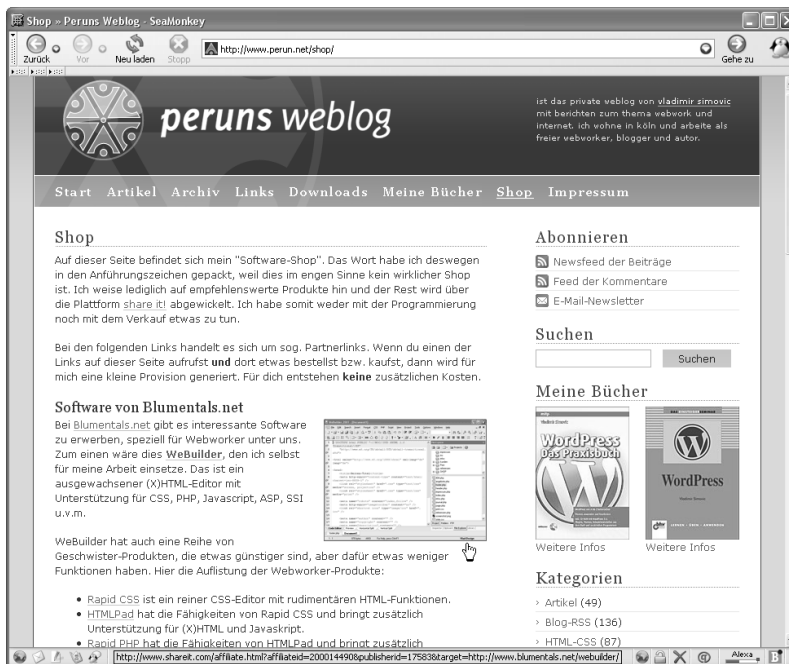 Shop » Peruns Weblog - SeaMonkey
Zurück
Vor
Neu laden
Stopp
http://www.perun.net/shop/
Gehe zu
peruns weblog
ist das private weblog von vladimir simovic
mit berichten zum thema webwork und
internet. ich wohne in köln und arbeite als
freier webworker, blogger und autor.
Start Artikel Archiv Links Downloads Meine Bücher Shop Impressum
Shop
Auf dieser Seite befindet sich mein "Software-Shop". Das Wort habe ich deswegen
in den Anführungszeichen gepackt, weil dies im engen Sinne kein wirklicher Shop
ist. Ich weise lediglich auf empfehlenswerte Produkte hin und der Rest wird über
die Plattform share it! abgewickelt. Ich habe somit weder mit der Programmierung
noch mit dem Verkauf etwas zu tun.
Bei den folgenden Links handelt es sich um sog. Partnerlinks. Wenn du einen der
Links auf dieser Seite aufrufst und dort etwas bestellst bzw. kaufst, dann wird für
mich eine kleine Provision generiert. Für dich entstehen keine zusätzlichen Kosten.
Software von Blumentals.net
Bei Blumentals.net gibt es interessante Software
zu erwerben, speziell für Webworker unter uns.
Zum einen wäre dies WeBuilder, den ich selbst
für meine Arbeit einsetze. Das ist ein
ausgewachsener (X)HTML-Editor mit
Unterstützung für CSS, PHP, Javascript, ASP, SSI
u.v.m.
WeBuilder hat auch eine Reihe von
Geschwister-Produkten, die etwas günstiger sind, aber dafür etwas weniger
Funktionen haben. Hier die Auflistung der Webworker-Produkte:
• Rapid CSS ist ein reiner CSS-Editor mit rudimentären HTML-Funktionen.
• HTMLPad hat die Fähigkeiten von Rapid CSS und bringt zusätzlich
Unterstützung für (X)HTML und Javaskript.
• Rapid PHP hat die Fähigkeiten von HTMLPad und bringt zusätzlich
Abonnieren
Newsfeed der Beiträge
Feed der Kommentare
E-Mail-Newsletter
Suchen
Suchen
Meine Bücher
Vladimir Simovic
WordPress
Das Praxisbuch
WordPress
Vladimir Simovic
Weitere Infos
Weitere Infos
Kategorien
› Artikel (49)
› Blog-RSS (136)
› HTML-CSS (87)
http://www.shareit.com/affiliate.html?affiliateid=200014490&publisherid=17583&target=http://www.blumentals.net/webuilder/
Alexa